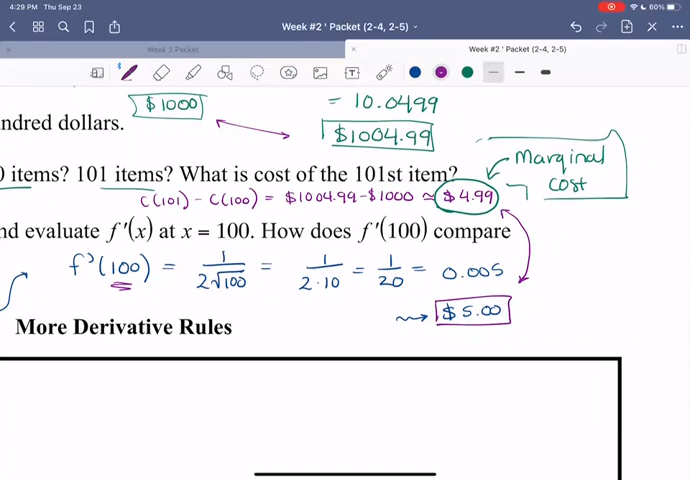 4:29 PM Thu Sep 23
60%
Week #2 ' Packet (2-4, 2-5)
Week 2 Packet
Week #2 ' Packet (2-4, 2-5)
$1000
= 10.0499
ndred dollars.
$1004.99
0 items? 101 items? What is cost of the 101st item?
Marginal
cost
C(101) - C(100) = $1004.99 - $1000 ≈ $4.99
nd evaluate f'(x) at x = 100. How does f'(100) compare
f'(100) = 1/2√100 = 1/2·10 = 1/20 = 0.005
$5.00
More Derivative Rules